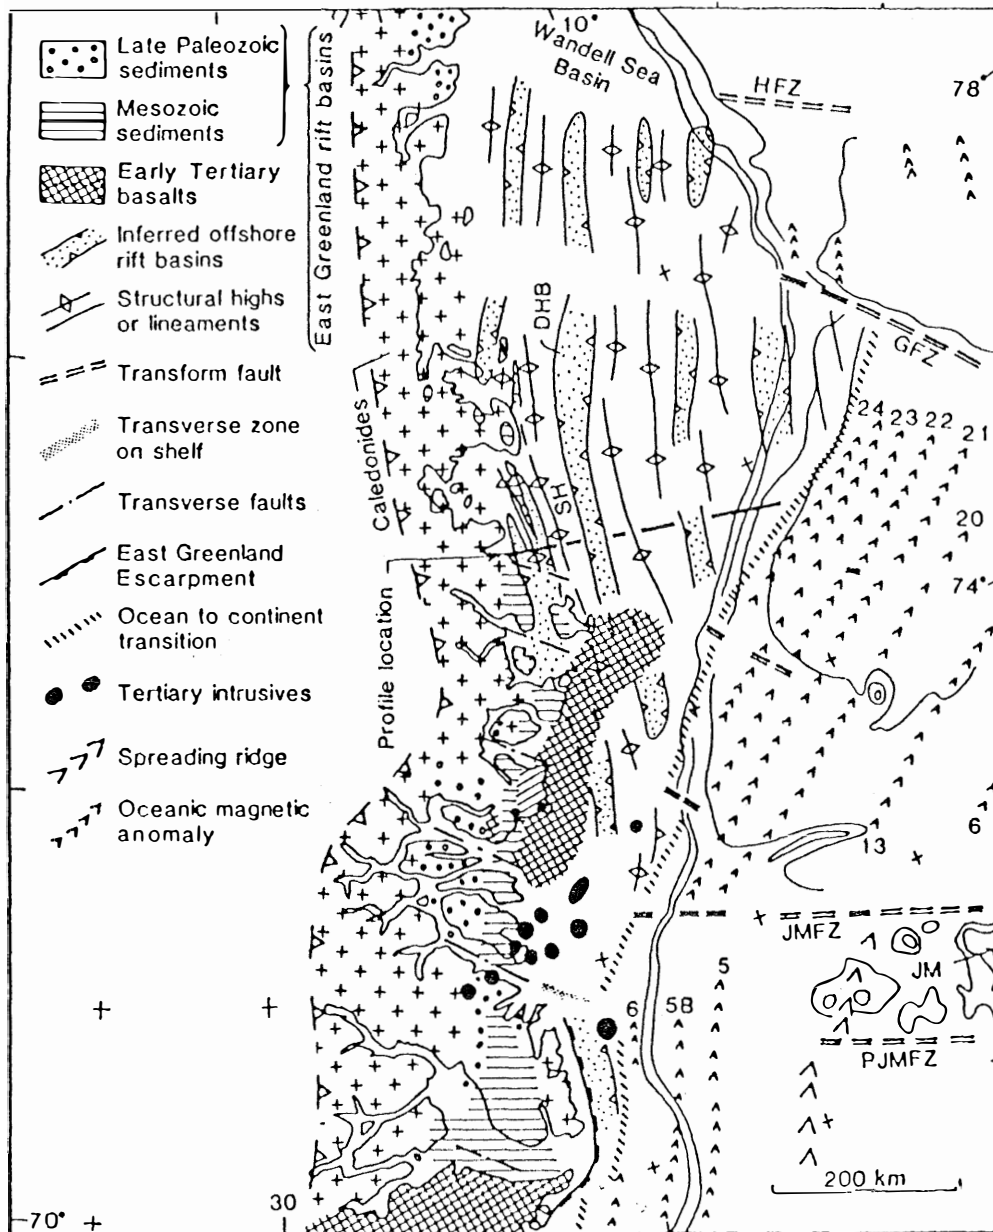 Late Paleozoic
sediments
Mesozoic
sediments
Early Tertiary
basalts
Inferred offshore
rift basins
Structural highs
or lineaments
Transform fault
Transverse zone
on shelf
Transverse faults
East Greenland
Escarpment
Ocean to continent
transition
Tertiary intrusives
Spreading ridge
Oceanic magnetic
anomaly
East Greenland rift basins
Caledonides
Profile location
10°
Wandell Sea
Basin
HFZ
78°
DHB
GFZ
24
23
22
21
SH
20
74°
13
6
JMFZ
JM
5
6
5B
PJMFZ
200 km
70°
30